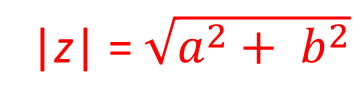 |z| = √a² + b²